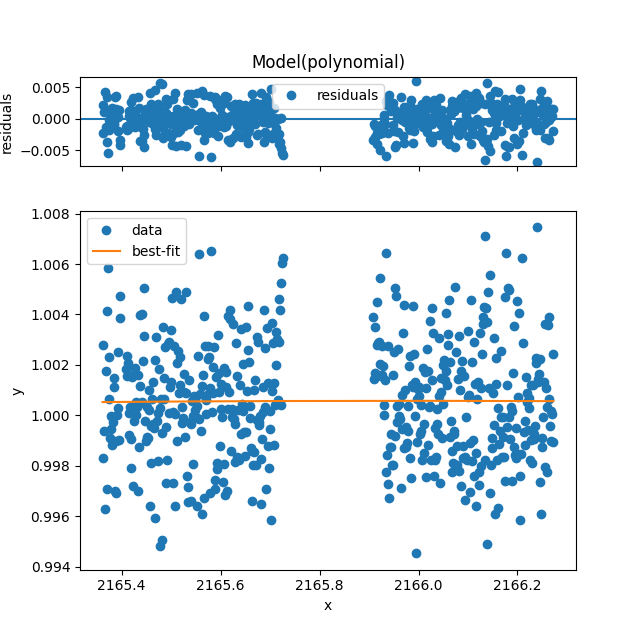 Model(polynomial)
0.005
0.000
−0.005
residuals
residuals
1.008
1.006
1.004
1.002
1.000
0.998
0.996
0.994
y
data
best-fit
2165.4 2165.6 2165.8 2166.0 2166.2
x